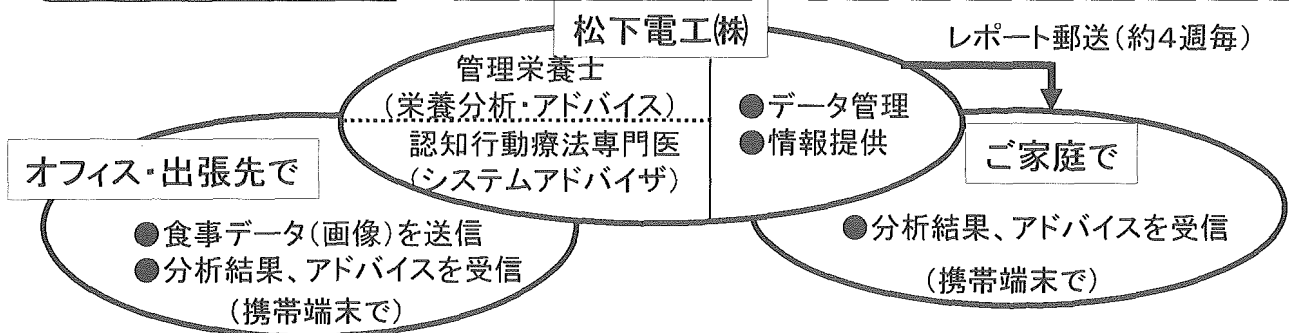 松下電工㈱
レポート郵送(約4週毎)
管理栄養士
(栄養分析・アドバイス)
認知行動療法専門医
(システムアドバイザ)
●データ管理
●情報提供
オフィス・出張先で
●食事データ(画像)を送信
●分析結果、アドバイスを受信
(携帯端末で)
ご家庭で
●分析結果、アドバイスを受信
(携帯端末で)